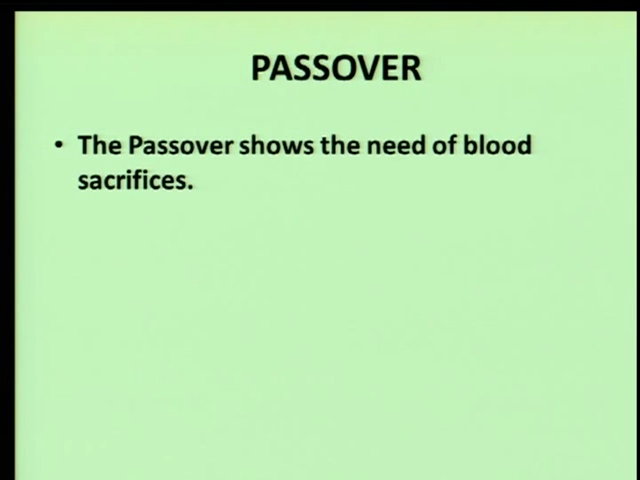 PASSOVER
• The Passover shows the need of blood
sacrifices.